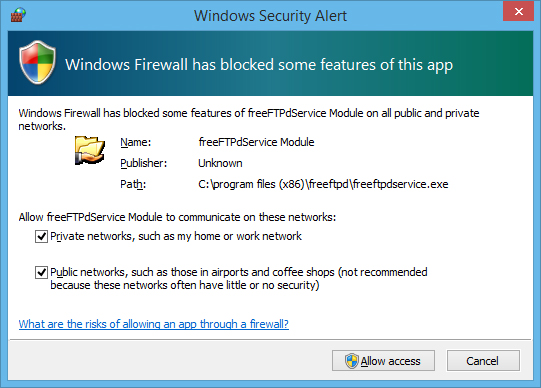 Windows Security Alert
Windows Firewall has blocked some features of this app
Windows Firewall has blocked some features of freeFTPdService Module on all public and private
networks.
Name: freeFTPdService Module
Publisher: Unknown
Path: C:\program files (x86)\freeftpd\freeftpdservice.exe
Allow freeFTPdService Module to communicate on these networks:
Private networks, such as my home or work network
Public networks, such as those in airports and coffee shops (not recommended
because these networks often have little or no security)
What are the risks of allowing an app through a firewall?
Allow access Cancel